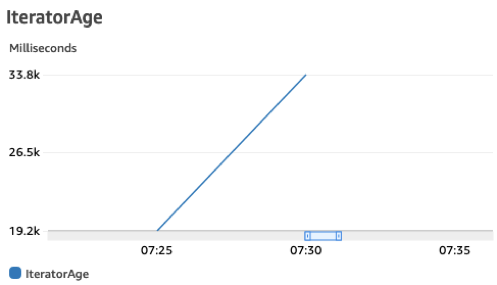 IteratorAge
Milliseconds
33.8k
26.5k
19.2k
07:25 07:30 07:35
IteratorAge